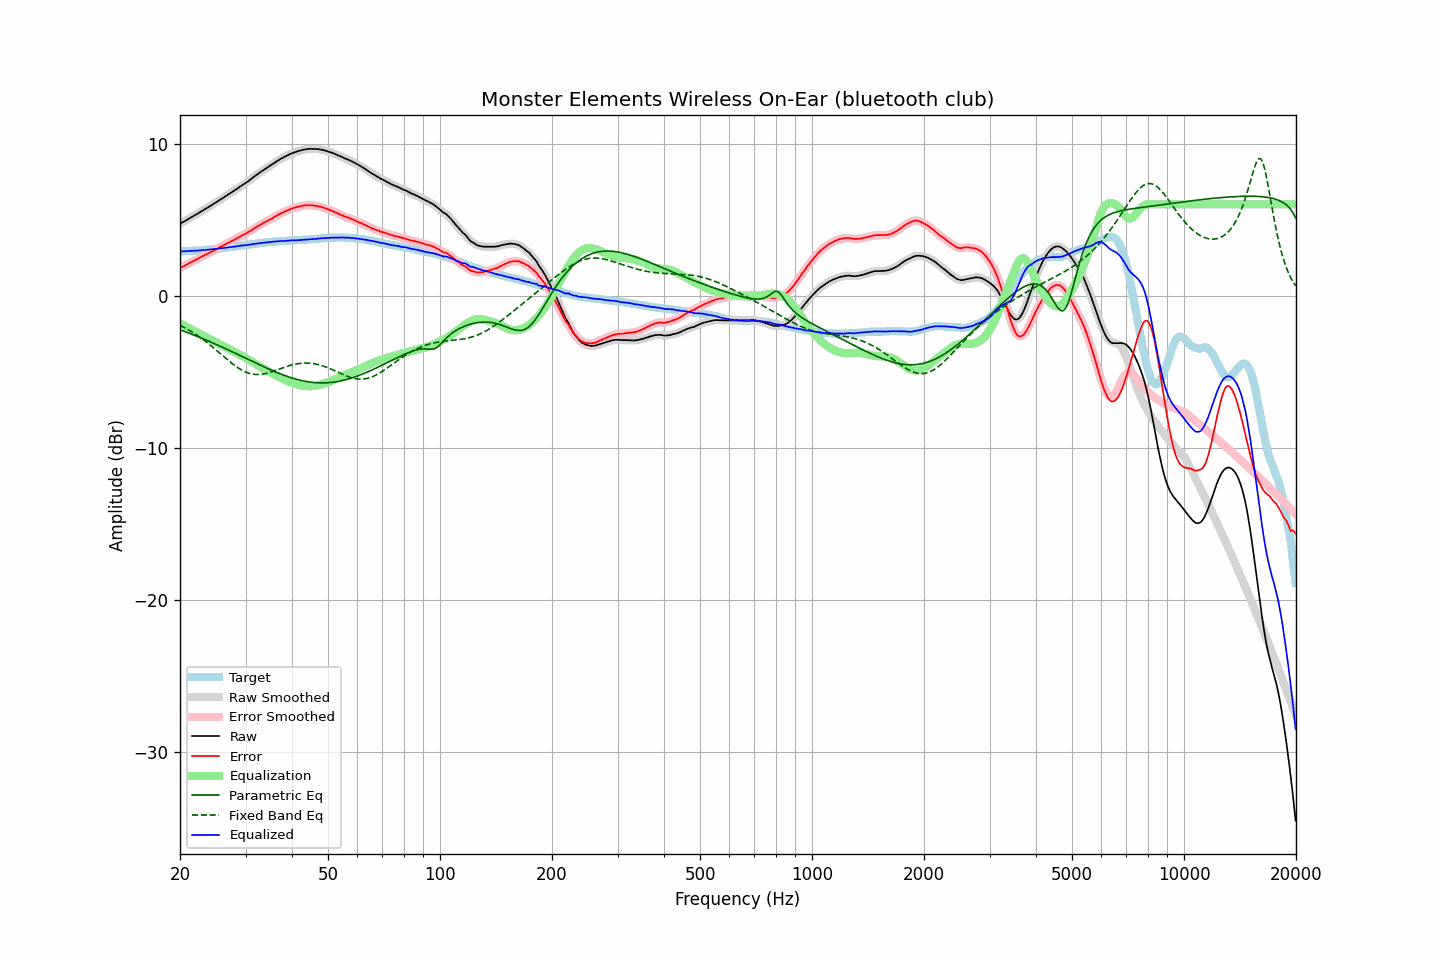 Monster Elements Wireless On-Ear (bluetooth club)
10
0
−10
−20
−30
Amplitude (dBr)
Target
Raw Smoothed
Error Smoothed
Raw
Error
Equalization
Parametric Eq
Fixed Band Eq
Equalized
20 50 100 200 500 1000 2000 5000 10000 20000
Frequency (Hz)